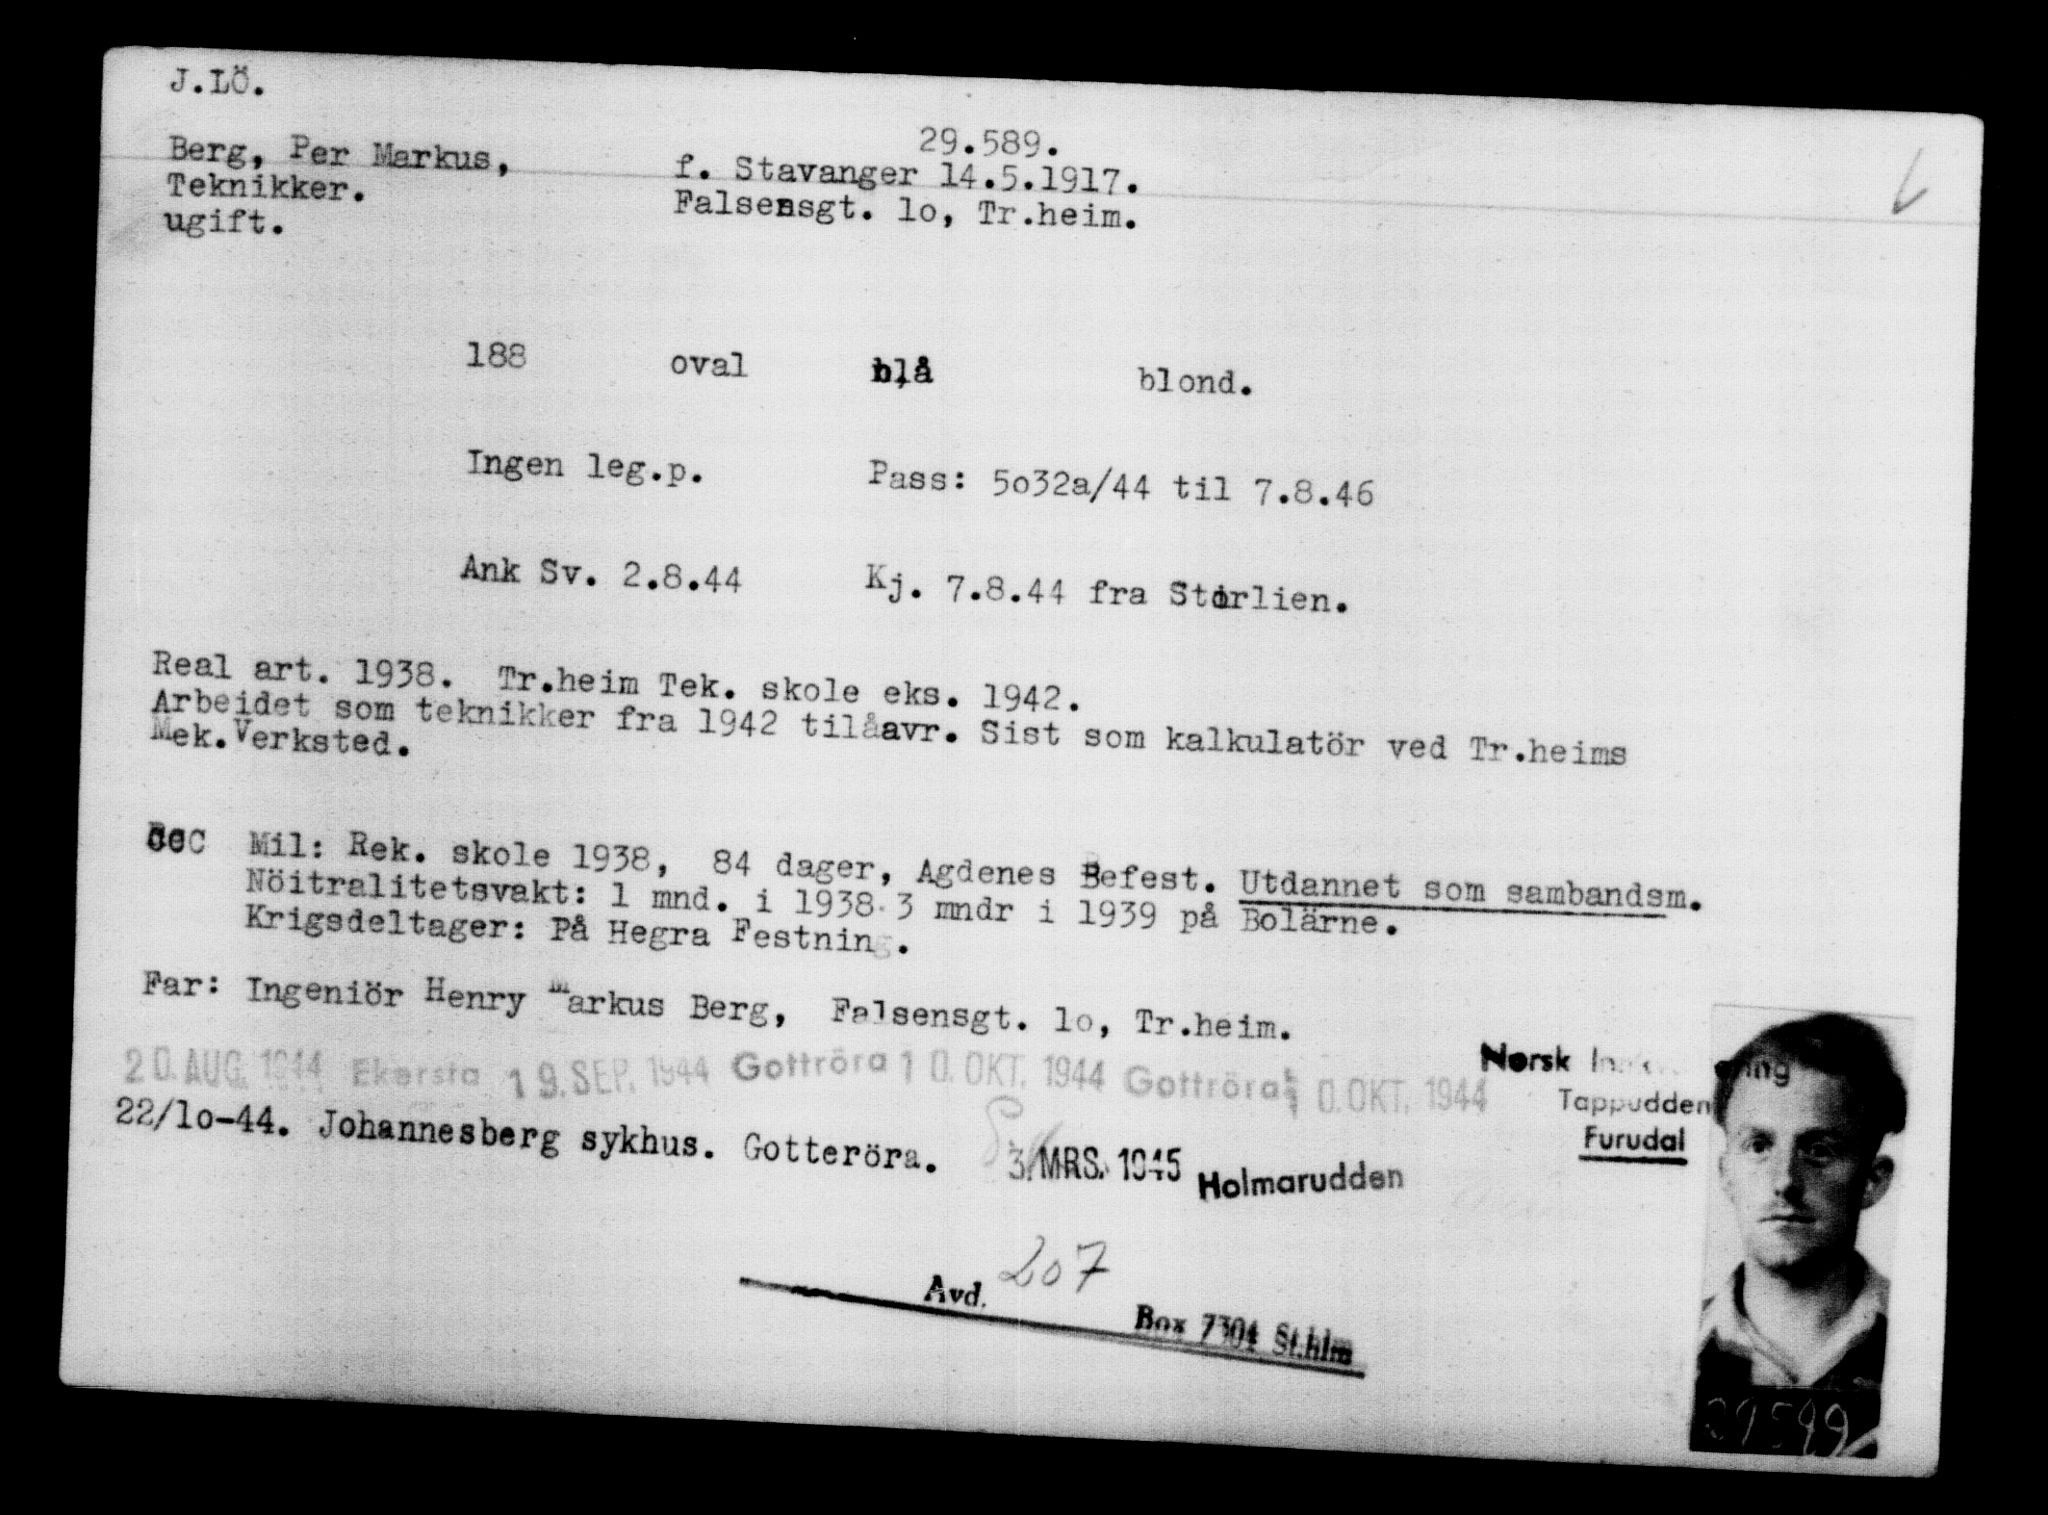 J.LÖ.
29.589.
Berg, Per Markus, f. Stavanger 14.5.1917.
Teknikker. Falsensgt. lo, Tr.heim.
ugift.
188 oval blå blond.
Ingen leg.p. Pass: 5o32a/44 til 7.8.46
Ank Sv. 2.8.44 Kj. 7.8.44 fra Storlien.
Real art. 1938. Tr.heim Tek. skole eks. 1942.
Arbeidet som teknikker fra 1942 tilåavr. Sist som kalkulatör ved Tr.heims
Mek.Verksted.
Mil: Rek. skole 1938, 84 dager, Agdenes Befest. Utdannet som sambandsm.
Nöitralitetsvakt: 1 mnd. i 1938. 3 mndr i 1939 på Bolärne.
Krigsdeltager: På Hegra Festning.
Far: Ingeniör Henry Markus Berg, Falsensgt. lo, Tr.heim.
20. AUG. 1944 Ekersta 19. SEP. 1944 Gottröra 10. OKT. 1944 Gottröra 10. OKT. 1944
Norsk
Tappudden
Furudal
22/lo-44. Johannesberg sykhus. Gotteröra. 3. MRS. 1945 Holmarudden
Avd. 207
Box 7304 St.hlm